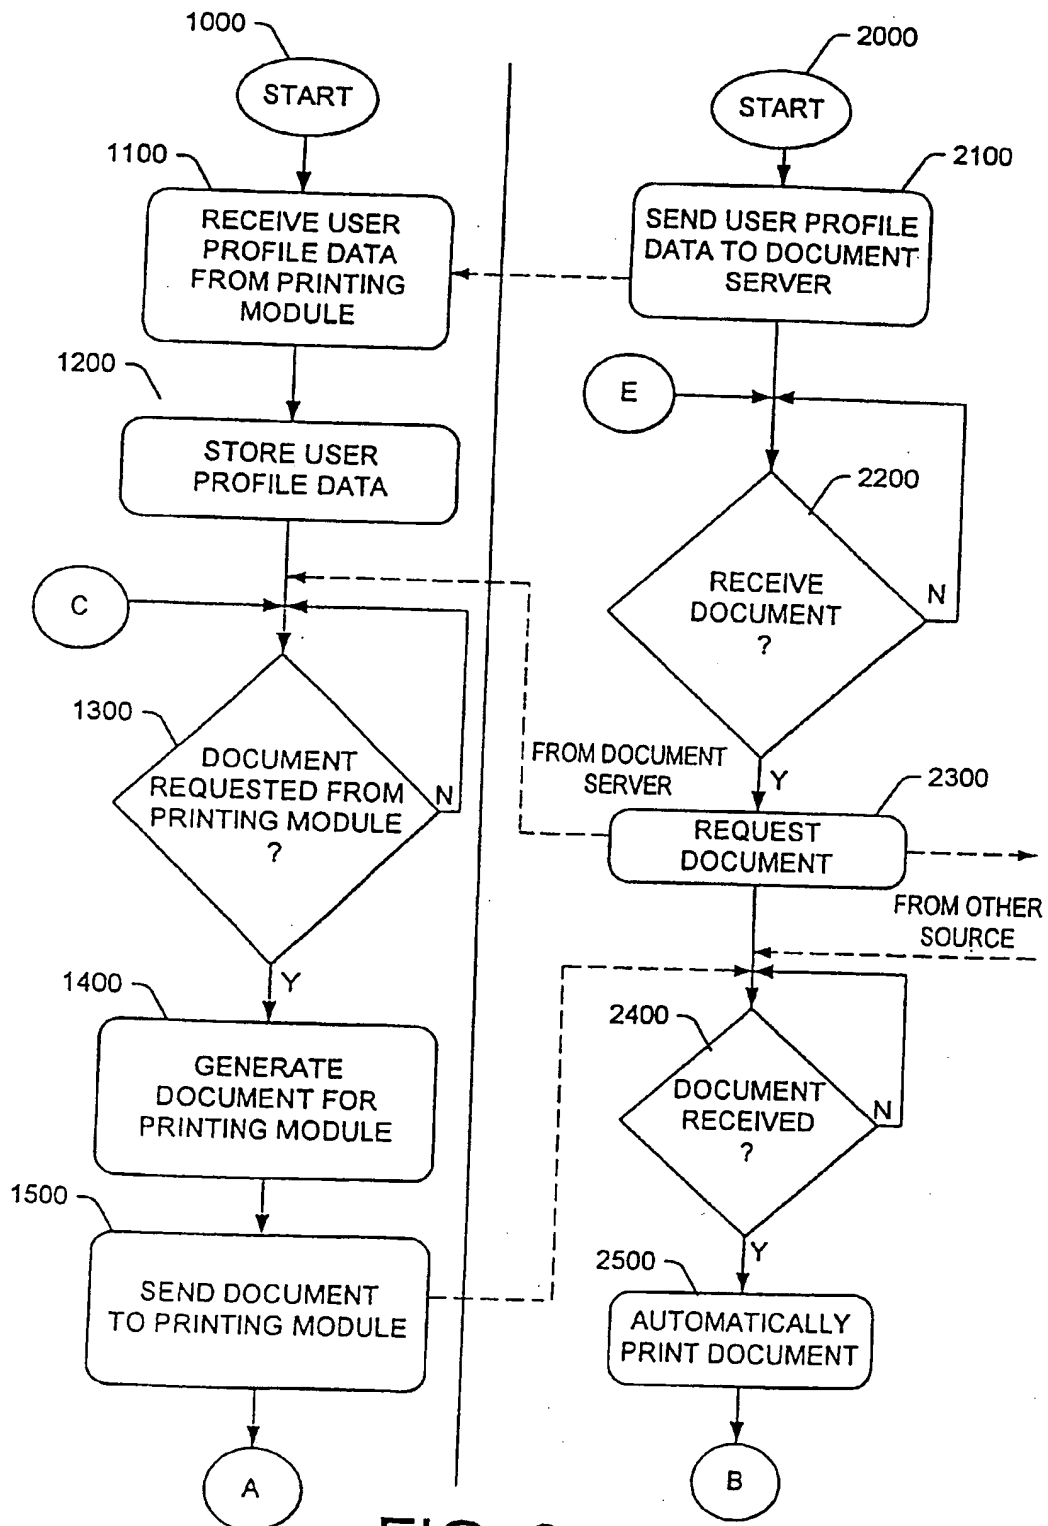 1000
START
1100
RECEIVE USER
PROFILE DATA
FROM PRINTING
MODULE
1200
STORE USER
PROFILE DATA
C
1300
DOCUMENT
REQUESTED FROM
PRINTING MODULE
?
N
Y
1400
GENERATE
DOCUMENT FOR
PRINTING MODULE
1500
SEND DOCUMENT
TO PRINTING MODULE
A
2000
START
2100
SEND USER PROFILE
DATA TO DOCUMENT
SERVER
E
2200
RECEIVE
DOCUMENT
?
N
Y
FROM DOCUMENT
SERVER
2300
REQUEST
DOCUMENT
FROM OTHER
SOURCE
2400
DOCUMENT
RECEIVED
?
N
Y
2500
AUTOMATICALLY
PRINT DOCUMENT
B